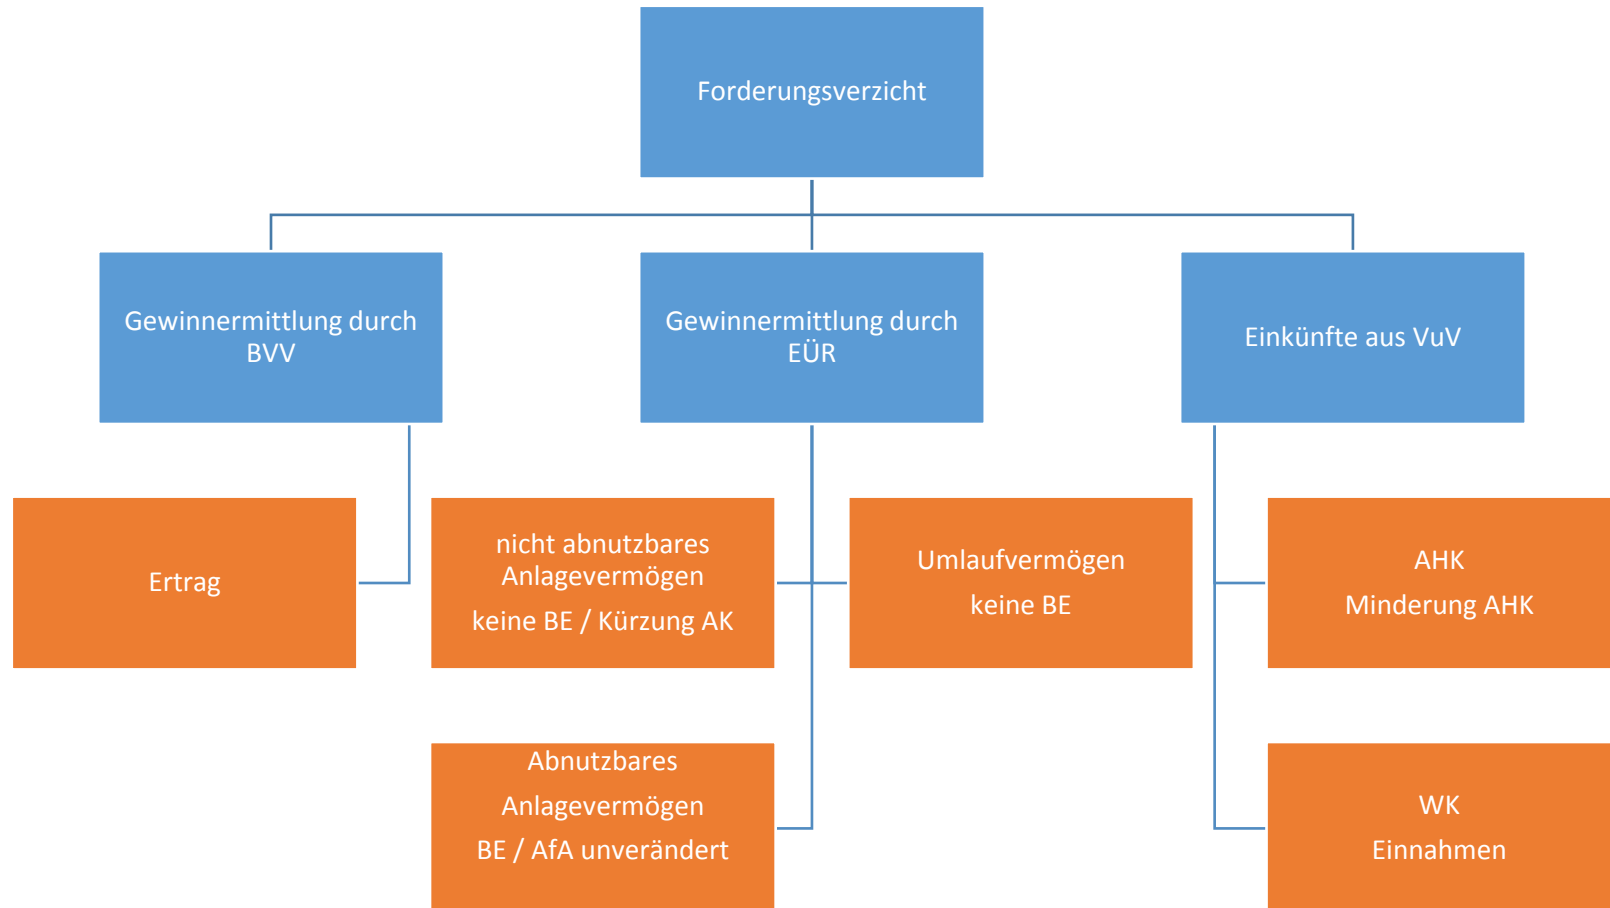 Forderungsverzicht
Gewinnermittlung durch
BVV
Gewinnermittlung durch
EÜR
Einkünfte aus VuV
Ertrag
nicht abnutzbares
Anlagevermögen
keine BE / Kürzung AK
Umlaufvermögen
keine BE
AHK
Minderung AHK
Abnutzbares
Anlagevermögen
BE / AfA unverändert
WK
Einnahmen